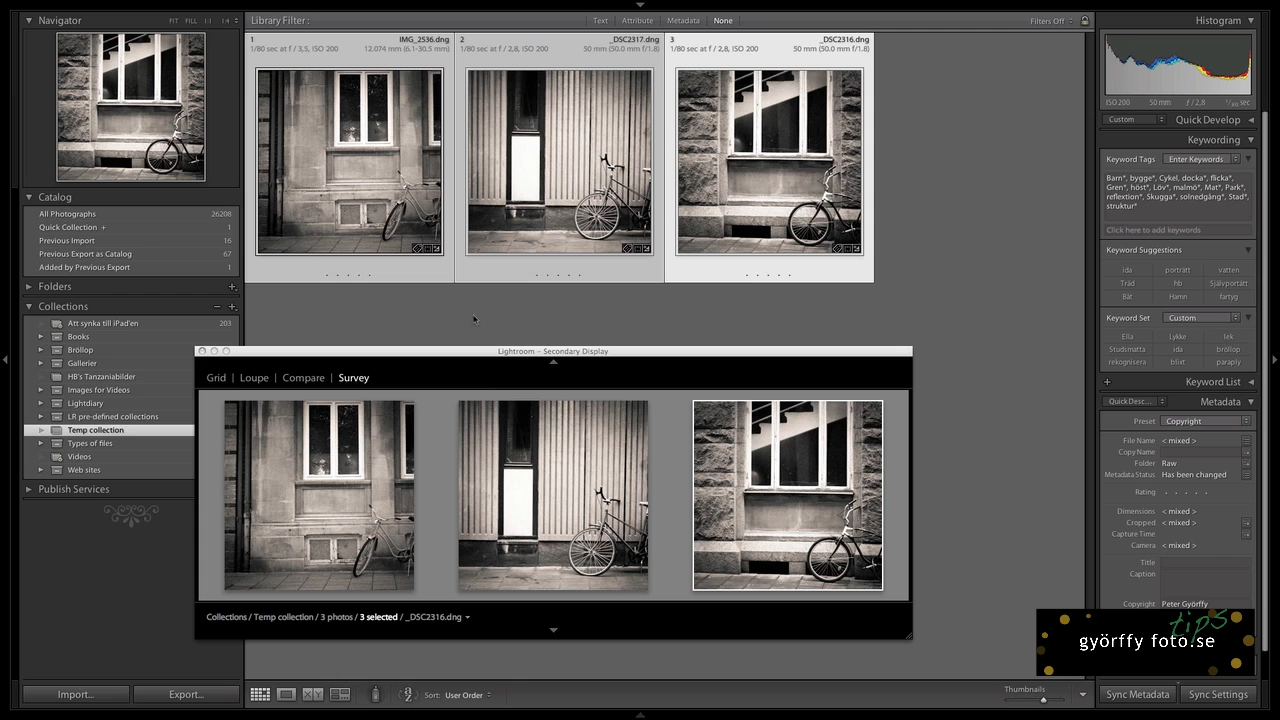 Navigator
FIT FILL 1:1 1:4
Library Filter :
Text
Attribute
Metadata
None
Filters Off
Histogram
1
IMG_2536.dng
1/80 sec at f / 3,5, ISO 200
12.074 mm (6.1-30.5 mm)
2
_DSC2317.dng
1/80 sec at f / 2,8, ISO 200
50 mm (50.0 mm f/1.8)
3
_DSC2316.dng
1/80 sec at f / 2,8, ISO 200
50 mm (50.0 mm f/1.8)
ISO 200 50 mm f / 2,8 1/80 sec
Custom
Quick Develop
Keywording
Keyword Tags Enter Keywords
Barn*, bygge*, Cykel, docka*, flicka*,
Gren*, höst*, Löv*, malmö*, Mat*, Park*,
reflektion*, Skugga*, solnedgång*, Stad*,
struktur*
Click here to add keywords
Keyword Suggestions
ida porträtt vatten
Träd hb Självporträtt
Båt Hamn fartyg
Keyword Set Custom
Ella Lykke lek
Studsmatta ida bröllop
rekognisera blixt paraply
Keyword List
Quick Desc...
Metadata
Preset Copyright
File Name < mixed >
Copy Name
Folder Raw
Metadata Status Has been changed
Rating
Dimensions < mixed >
Cropped < mixed >
Capture Time
Camera < mixed >
Title
Caption
Copyright Peter Györffy
Catalog
All Photographs 26208
Quick Collection + 1
Previous Import 16
Previous Export as Catalog 67
Added by Previous Export 1
Folders
Collections
Att synka till iPad'en 203
Books
Bröllop
Gallerier
HB's Tanzaniabilder
Images for Videos
Lightdiary
LR pre-defined collections
Temp collection
Types of files
Videos
Web sites
Publish Services
Lightroom - Secondary Display
Grid | Loupe | Compare | Survey
Collections / Temp collection / 3 photos / 3 selected / _DSC2316.dng
tips
györffy foto.se
Import...
Export...
Sort: User Order
Thumbnails
Sync Metadata
Sync Settings